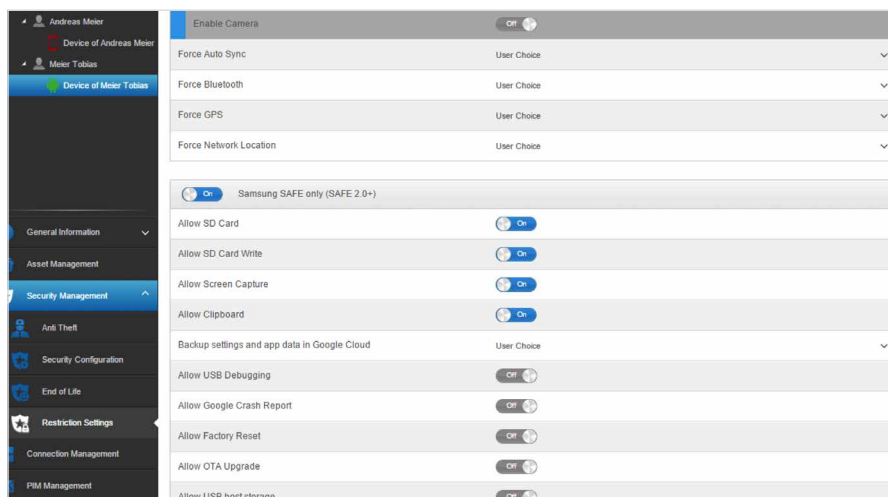 Andreas Meier
Device of Andreas Meier
Meier Tobias
Device of Meier Tobias
General Information
Asset Management
Security Management
Anti Theft
Security Configuration
End of Life
Restriction Settings
Connection Management
PIM Management
Enable Camera Off
Force Auto Sync User Choice
Force Bluetooth User Choice
Force GPS User Choice
Force Network Location User Choice
On Samsung SAFE only (SAFE 2.0+)
Allow SD Card On
Allow SD Card Write On
Allow Screen Capture On
Allow Clipboard On
Backup settings and app data in Google Cloud User Choice
Allow USB Debugging Off
Allow Google Crash Report Off
Allow Factory Reset Off
Allow OTA Upgrade Off
Allow USB host storage Off